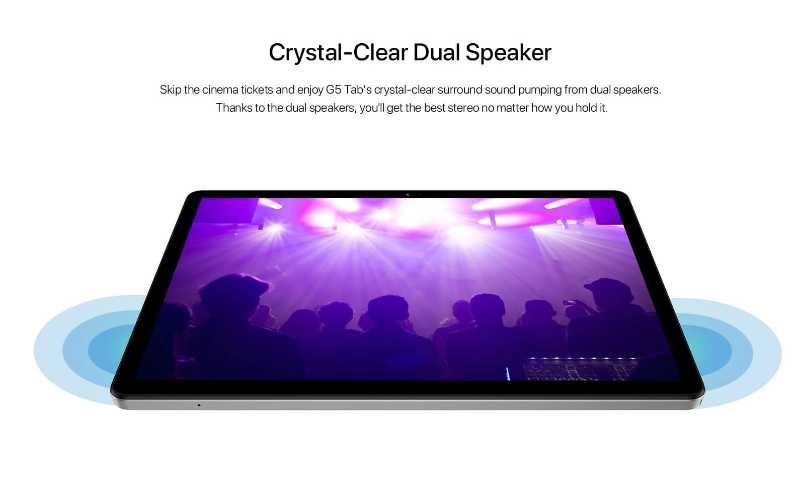 Crystal-Clear Dual Speaker
Skip the cinema tickets and enjoy G5 Tab's crystal-clear surround sound pumping from dual speakers.
Thanks to the dual speakers, you'll get the best stereo no matter how you hold it.